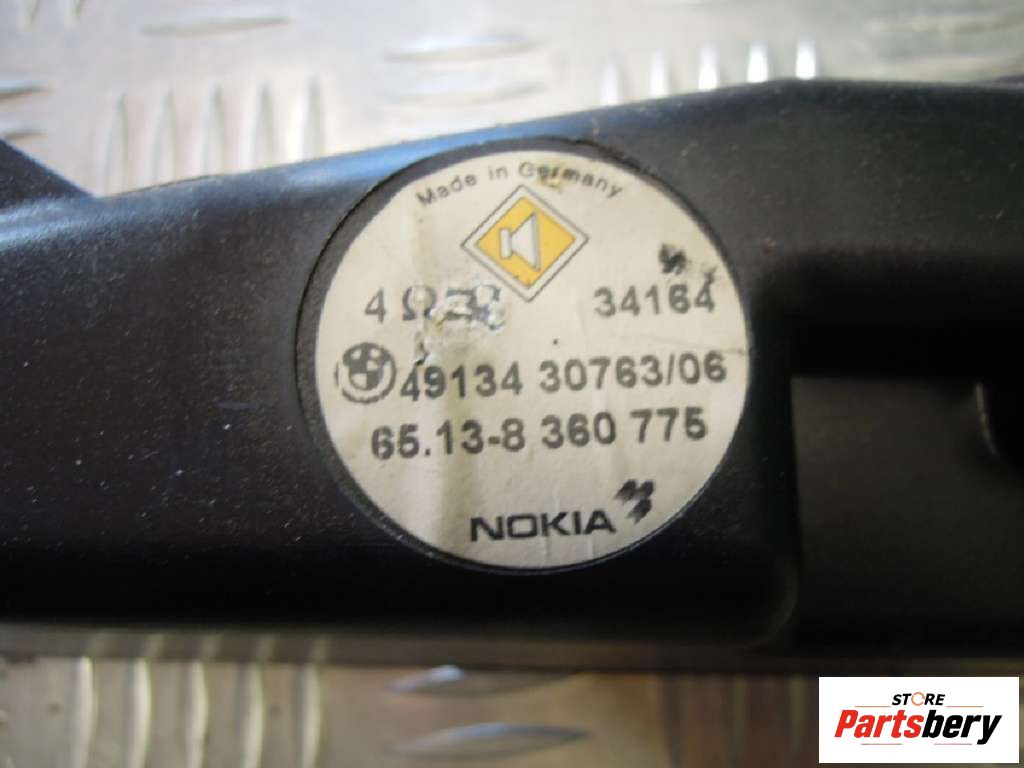 Made in Germany
4 Ω 34164
49134 30763/06
65.13-8 360 775
NOKIA
STORE
Partsbery